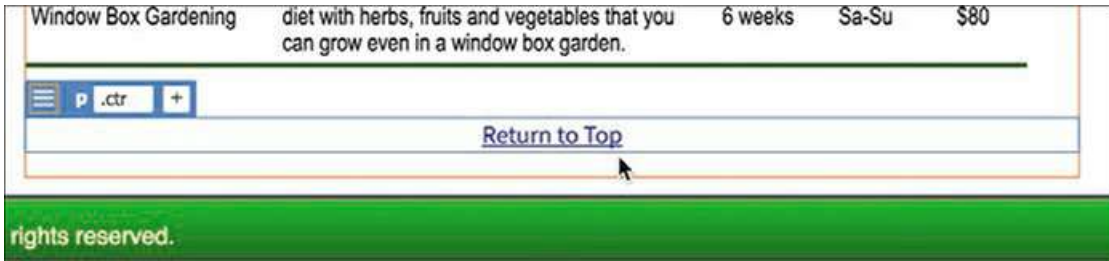 Window Box Gardening diet with herbs, fruits and vegetables that you 6 weeks Sa-Su $80
can grow even in a window box garden.
p .ctr +
Return to Top
rights reserved.